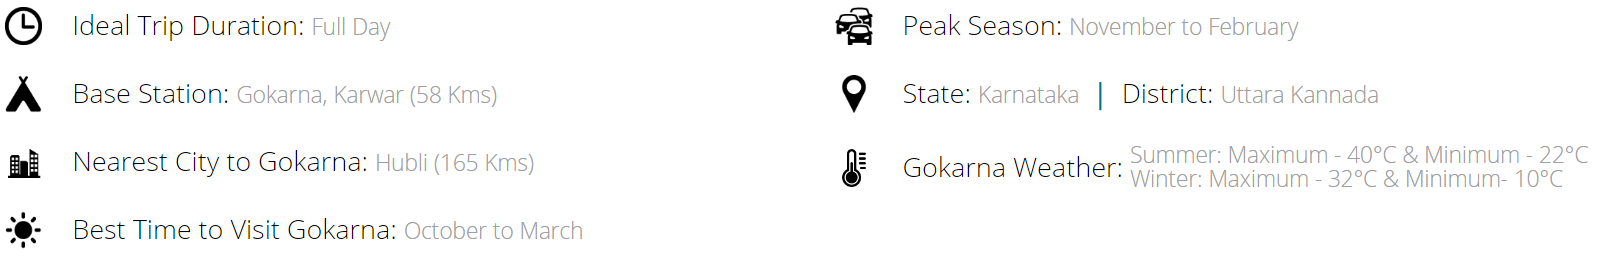 Ideal Trip Duration: Full Day
Base Station: Gokarna, Karwar (58 Kms)
Nearest City to Gokarna: Hubli (165 Kms)
Best Time to Visit Gokarna: October to March
Peak Season: November to February
State: Karnataka | District: Uttara Kannada
Gokarna Weather: Summer: Maximum - 40°C & Minimum - 22°C
Winter: Maximum - 32°C & Minimum- 10°C